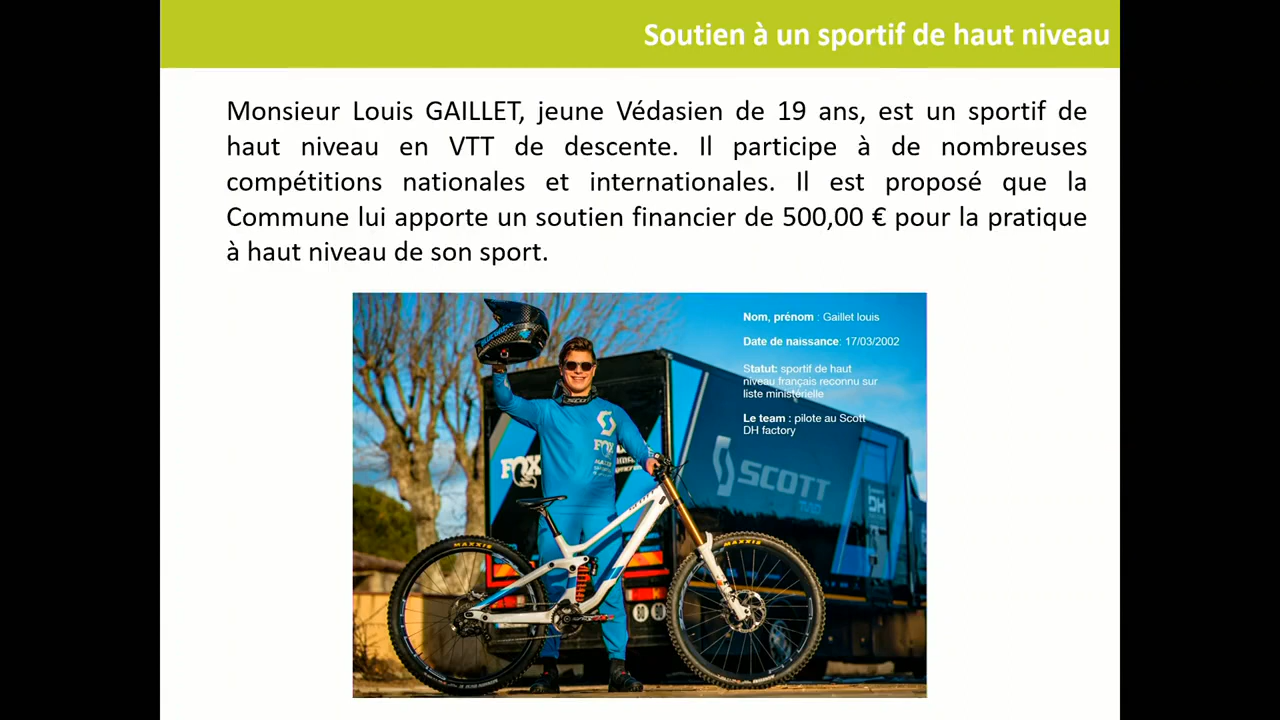 Soutien à un sportif de haut niveau
Monsieur Louis GAILLET, jeune Védasien de 19 ans, est un sportif de
haut niveau en VTT de descente. Il participe à de nombreuses
compétitions nationales et internationales. Il est proposé que la
Commune lui apporte un soutien financier de 500,00 € pour la pratique
à haut niveau de son sport.
Nom, prénom : Gaillet louis
Date de naissance: 17/03/2002
Statut: sportif de haut
niveau français reconnu sur
liste ministérielle
Le team : pilote au Scott
DH factory
FOX
FOX
SCOTT
DH
MAXXIS
MAXXIS